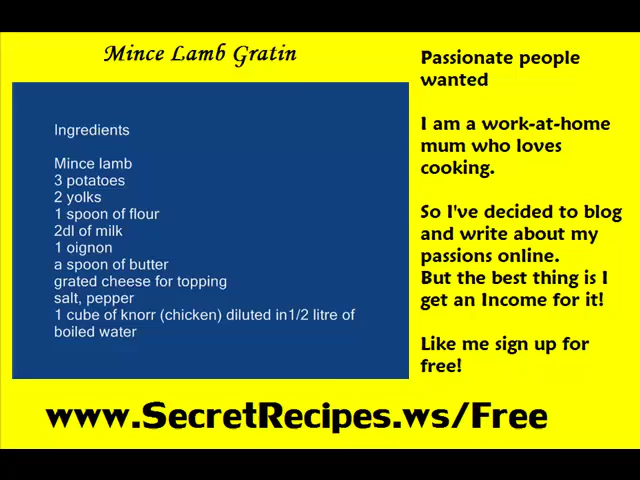 Mince Lamb Gratin
Ingredients
Mince lamb
3 potatoes
2 yolks
1 spoon of flour
2dl of milk
1 oignon
a spoon of butter
grated cheese for topping
salt, pepper
1 cube of knorr (chicken) diluted in1/2 litre of
boiled water
Passionate people
wanted
I am a work-at-home
mum who loves
cooking.
So I've decided to blog
and write about my
passions online.
But the best thing is I
get an Income for it!
Like me sign up for
free!
www.SecretRecipes.ws/Free